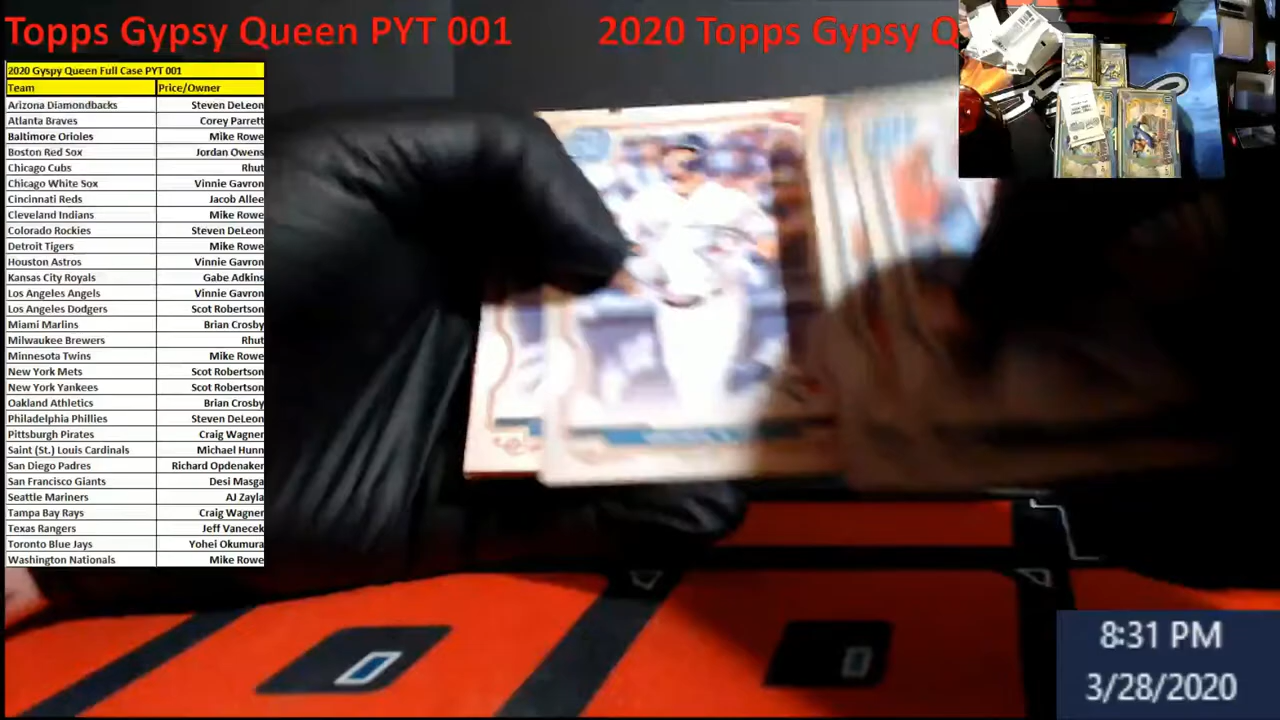 Topps Gypsy Queen PYT 001 2020 Topps Gypsy Q
2020 Gyspy Queen Full Case PYT 001
Team Price/Owner
Arizona Diamondbacks Steven DeLeon
Atlanta Braves Corey Parrett
Baltimore Orioles Mike Rowe
Boston Red Sox Jordan Owens
Chicago Cubs Rhut
Chicago White Sox Vinnie Gavron
Cincinnati Reds Jacob Allee
Cleveland Indians Mike Rowe
Colorado Rockies Steven DeLeon
Detroit Tigers Mike Rowe
Houston Astros Vinnie Gavron
Kansas City Royals Gabe Adkins
Los Angeles Angels Vinnie Gavron
Los Angeles Dodgers Scot Robertson
Miami Marlins Brian Crosby
Milwaukee Brewers Rhut
Minnesota Twins Mike Rowe
New York Mets Scot Robertson
New York Yankees Scot Robertson
Oakland Athletics Brian Crosby
Philadelphia Phillies Steven DeLeon
Pittsburgh Pirates Craig Wagner
Saint (St.) Louis Cardinals Michael Hunn
San Diego Padres Richard Opdenaker
San Francisco Giants Desi Masga
Seattle Mariners AJ Zayla
Tampa Bay Rays Craig Wagner
Texas Rangers Jeff Vanecek
Toronto Blue Jays Yohei Okumura
Washington Nationals Mike Rowe
8:31 PM
3/28/2020